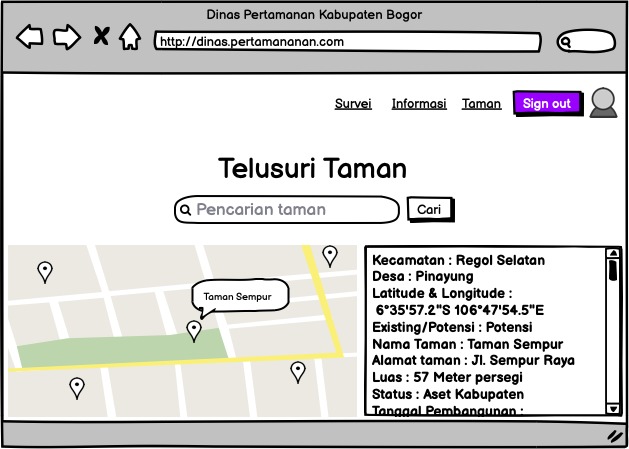 Dinas Pertamanan Kabupaten Bogor
http://dinas.pertamananan.com
Survei Informasi Taman Sign out
Telusuri Taman
Pencarian taman Cari
Taman Sempur
Kecamatan : Regol Selatan
Desa : Pinayung
Latitude & Longitude :
6°35'57.2"S 106°47'54.5"E
Existing/Potensi : Potensi
Nama Taman : Taman Sempur
Alamat taman : Jl. Sempur Raya
Luas : 57 Meter persegi
Status : Aset Kabupaten
Tanggal Pembangunan :